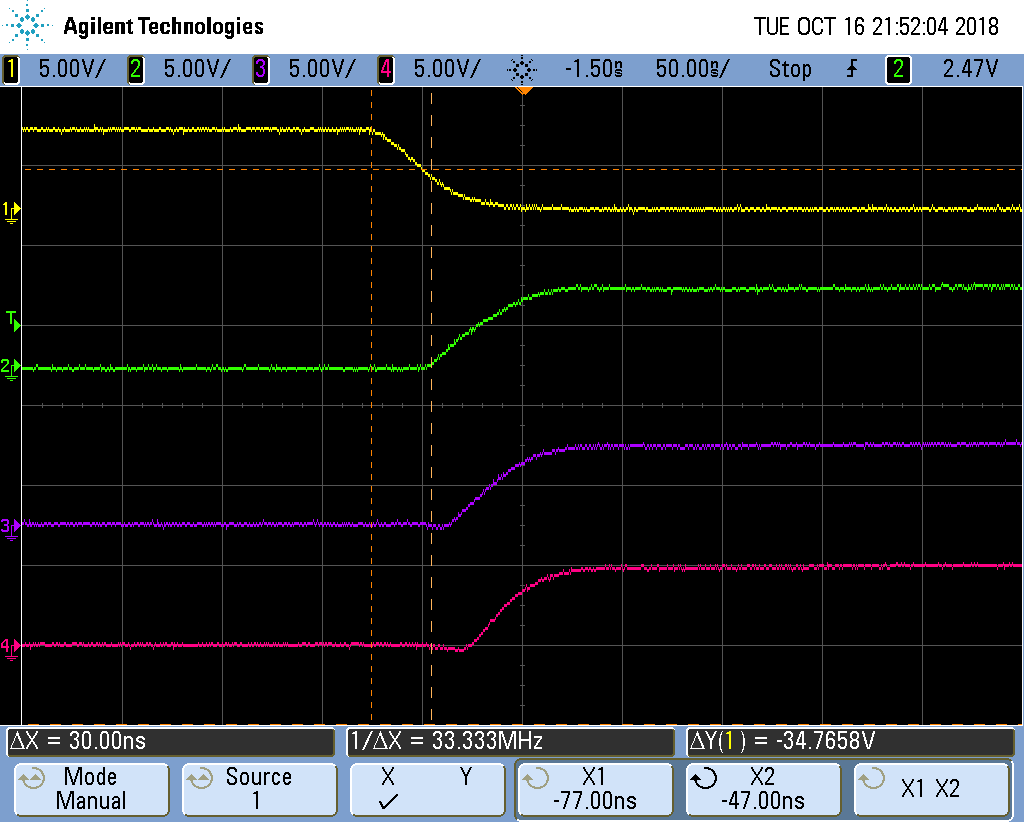 Agilent Technologies
TUE OCT 16 21:52:04 2018
1 5.00V/ 2 5.00V/ 3 5.00V/ 4 5.00V/ -1.50ns 50.00ns/ Stop 2 2.47V
1
T
2
3
4
ΔX = 30.00ns
1/ΔX = 33.333MHz
ΔY(1) = -34.7658V
Mode
Manual
Source
1
X Y
X1
-77.00ns
X2
-47.00ns
X1 X2